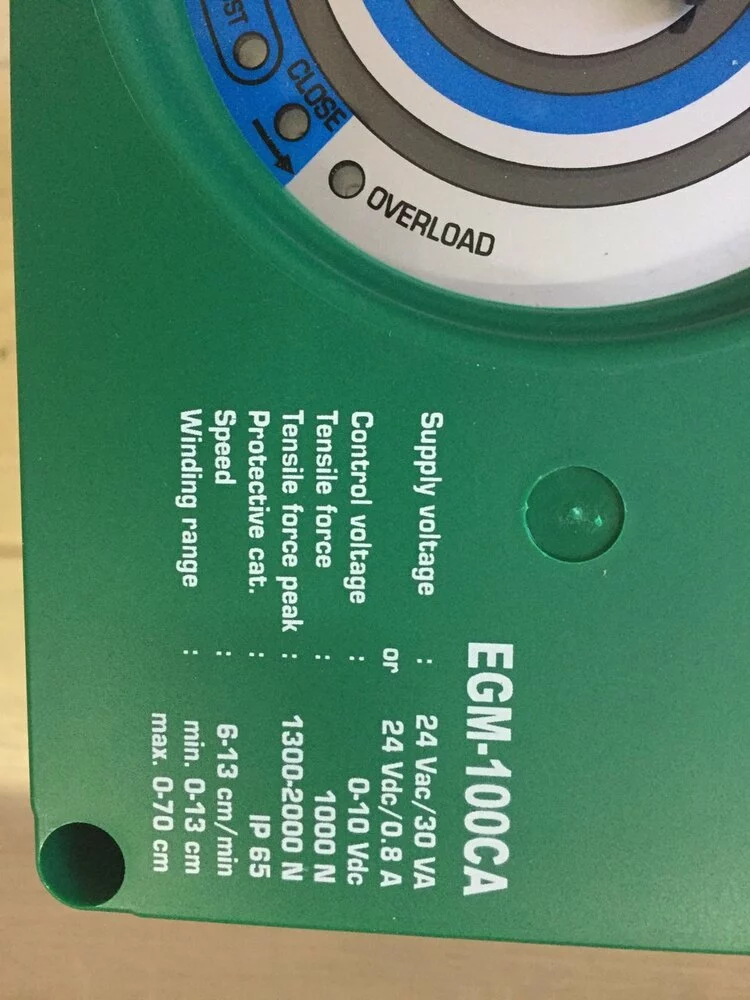 CLOSE
OVERLOAD
EGM-100CA
Supply voltage : 24 Vac/30 VA
or 24 Vdc/0.8 A
Control voltage : 0-10 Vdc
Tensile force : 1000 N
Tensile force peak : 1300-2000 N
Protective cat. : IP 65
Speed : 6-13 cm/min
Winding range : min. 0-13 cm
max. 0-70 cm